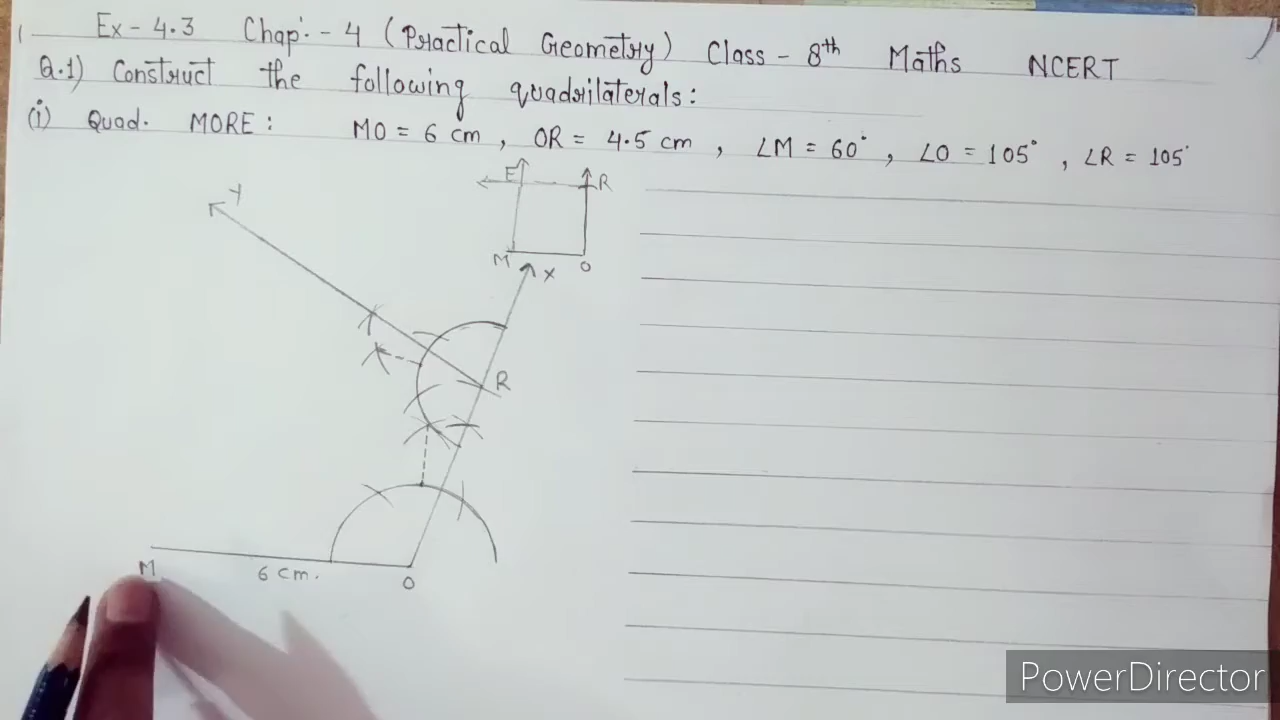 Ex - 4.3 Chap:- 4 (Practical Geometry) Class - 8th Maths NCERT
Q.1) Construct the following quadrilaterals:
(i) Quad. MORE: MO = 6 cm, OR = 4.5 cm, ∠M = 60°, ∠O = 105°, ∠R = 105°
E R
Y
M O
X
R
M 6 cm. O
PowerDirector